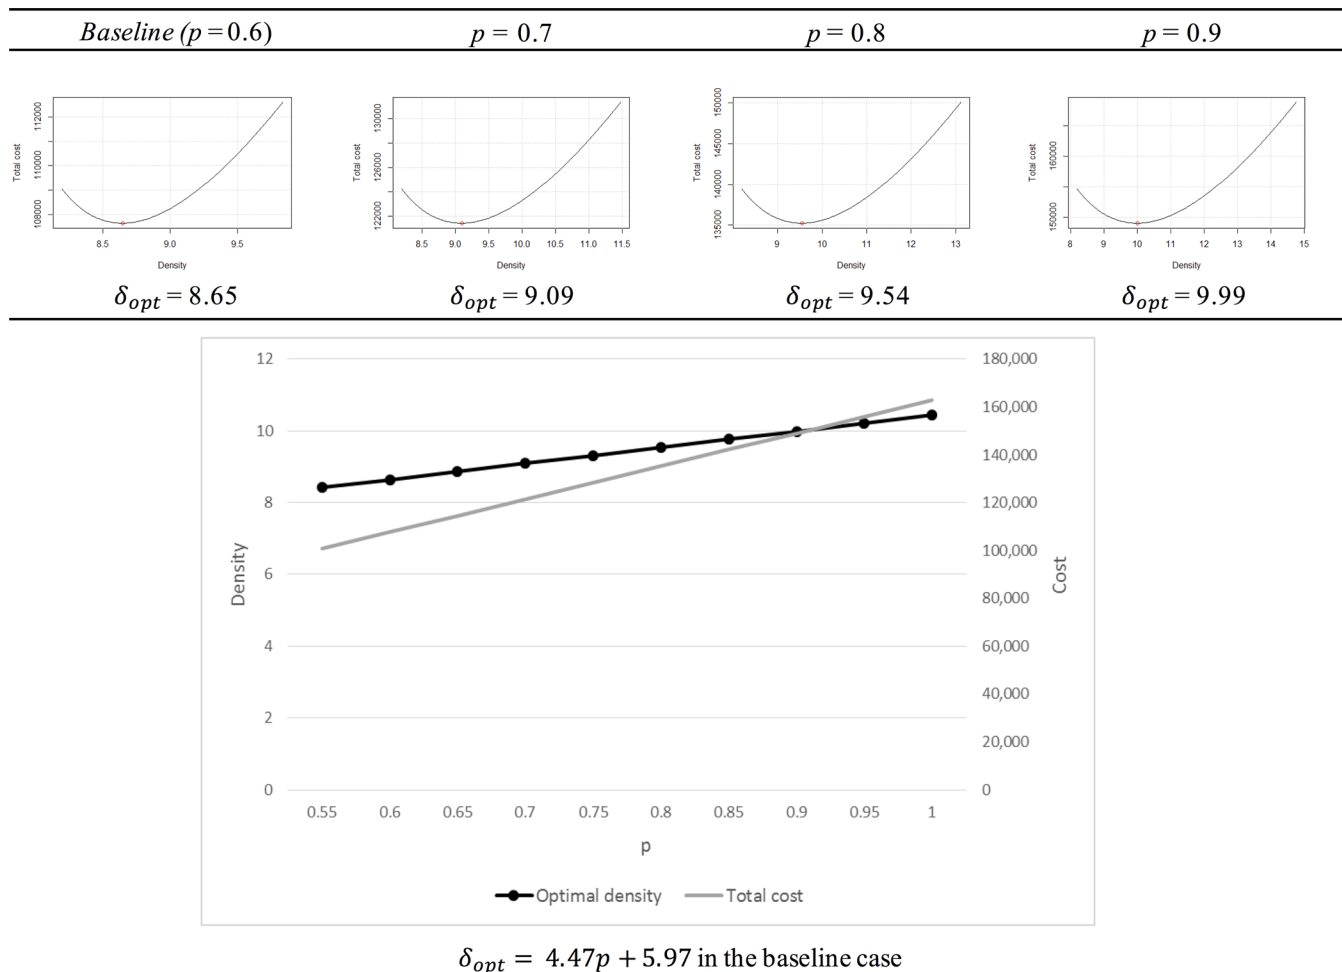 Baseline (p = 0.6) p = 0.7 p = 0.8 p = 0.9
Total cost
108000 110000 112000
8.5 9.0 9.5
Density
Total cost
122000 126000 130000
8.5 9.0 9.5 10.0 10.5 11.0 11.5
Density
Total cost
135000 140000 145000 150000
9 10 11 12 13
Density
Total cost
150000 160000
8 9 10 11 12 13 14 15
Density
δopt = 8.65 δopt = 9.09 δopt = 9.54 δopt = 9.99
12 180,000
10 160,000
8 140,000
6 120,000
4 100,000
2 80,000
0 60,000
40,000
20,000
0
Density
Cost
0.55 0.6 0.65 0.7 0.75 0.8 0.85 0.9 0.95 1
p
Optimal density Total cost
δopt = 4.47p + 5.97 in the baseline case